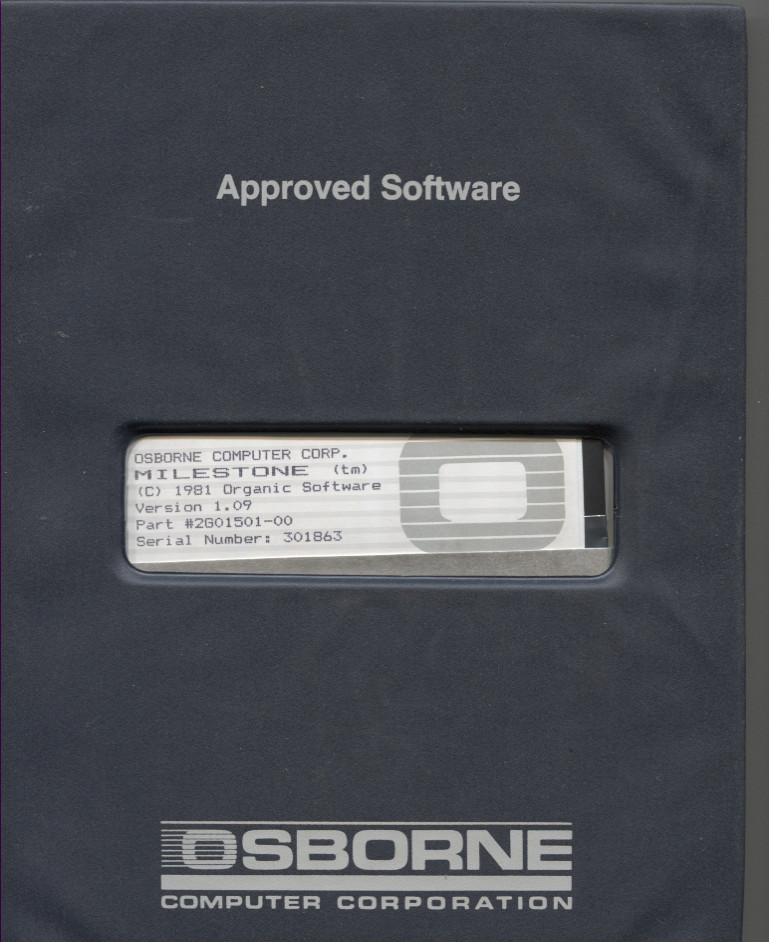 Approved Software
OSBORNE COMPUTER CORP.
MILESTONE (tm)
(C) 1981 Organic Software
Version 1.09
Part #2G01501-00
Serial Number: 301863
OSBORNE
COMPUTER CORPORATION